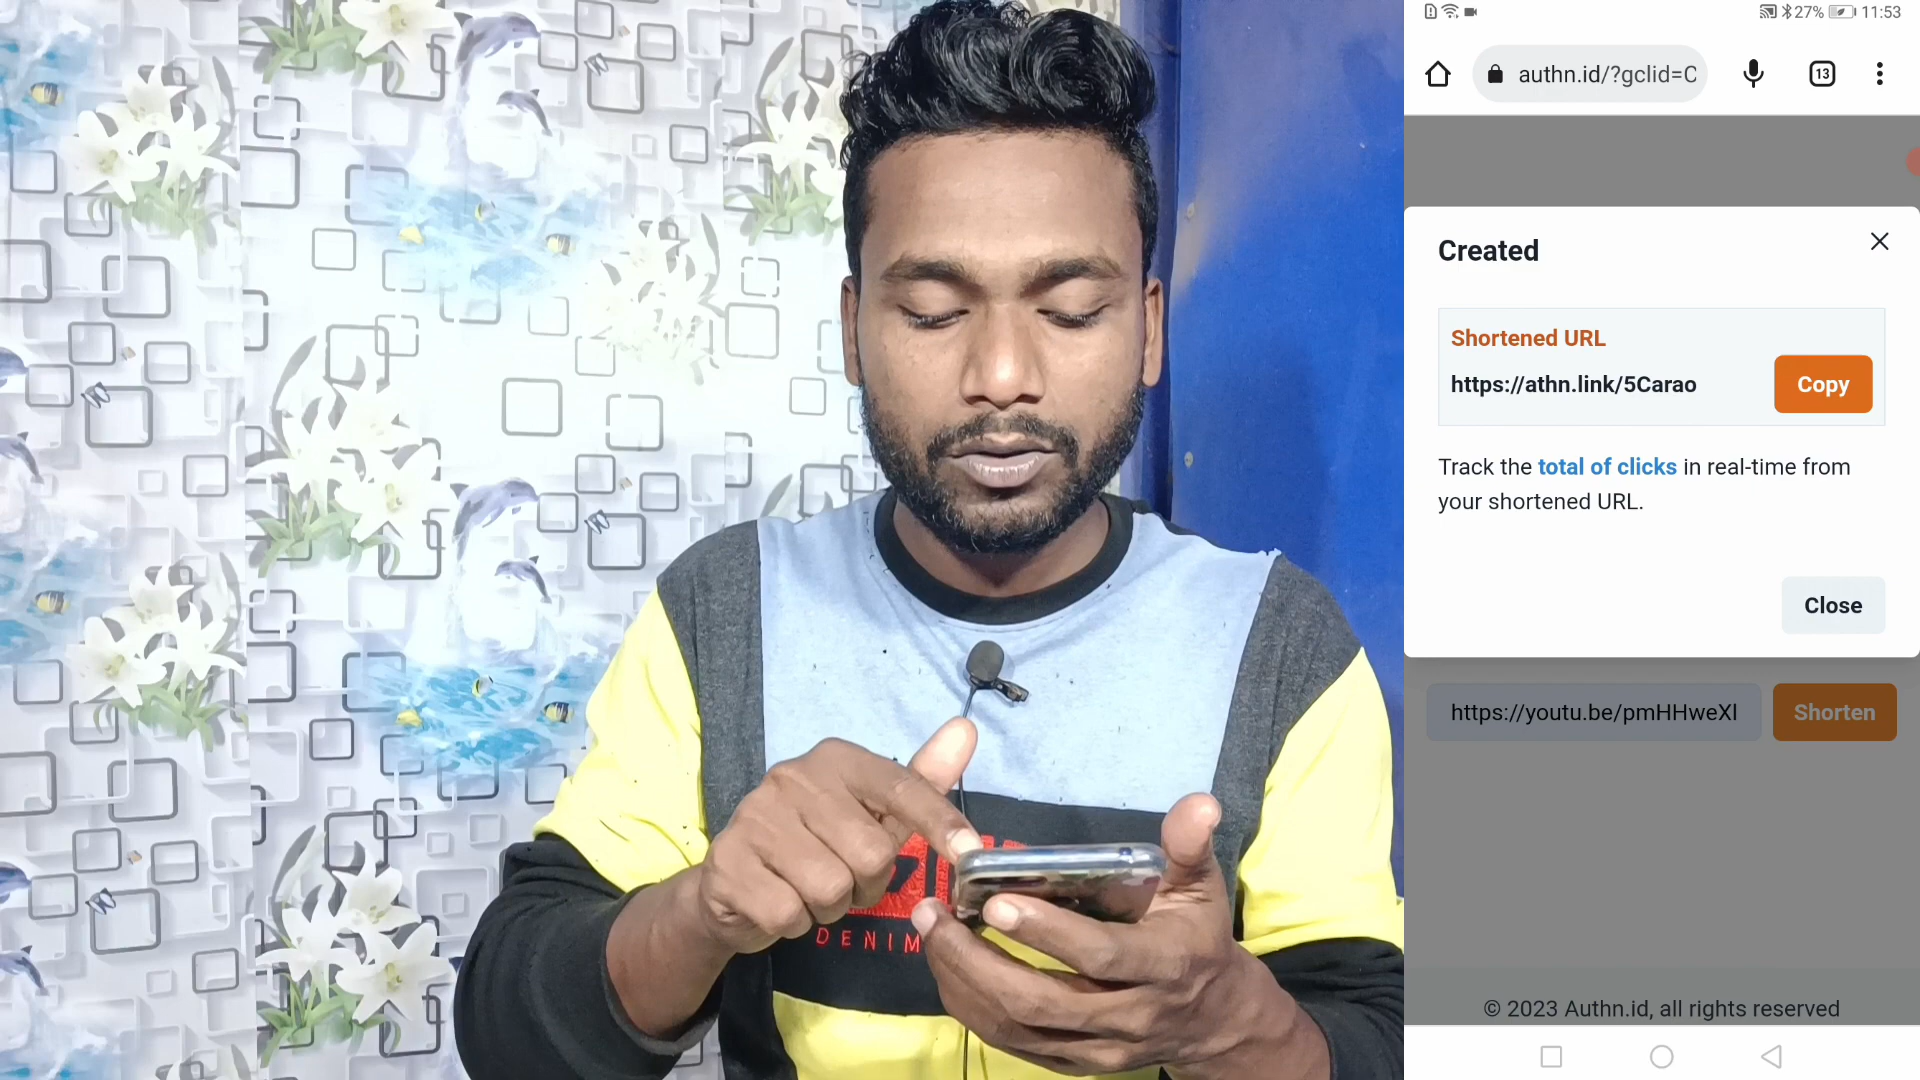 27% 11:53
authn.id/?gclid=C
13
Created
Shortened URL
https://athn.link/5Carao
Copy
Track the total of clicks in real-time from
your shortened URL.
Close
https://youtu.be/pmHHweXI
Shorten
© 2023 Authn.id, all rights reserved
DENIM